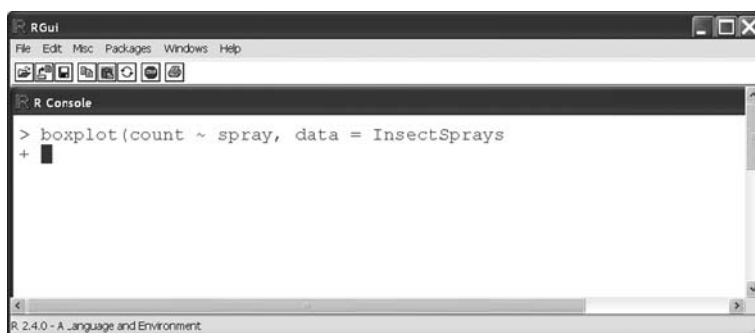 RGui
File Edit Misc Packages Windows Help
R Console
> boxplot(count ~ spray, data = InsectSprays
+
R 2.4.0 - A Language and Environment